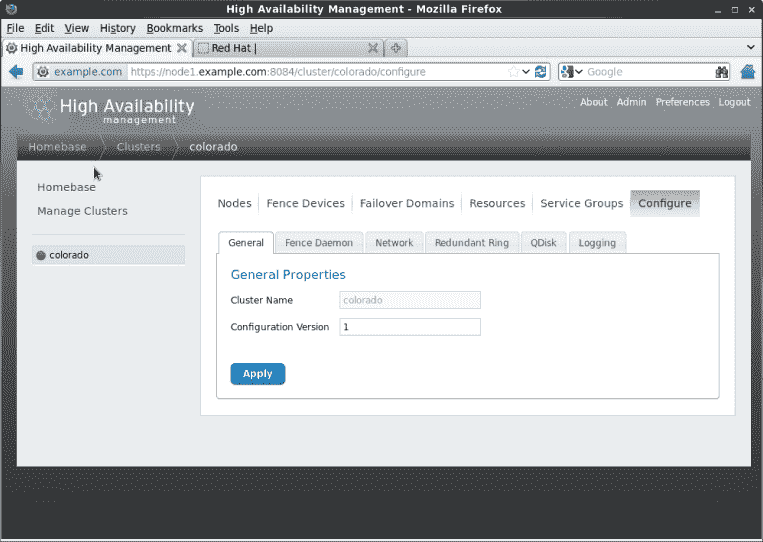 High Availability Management - Mozilla Firefox
File Edit View History Bookmarks Tools Help
High Availability Management Red Hat |
example.com https://node1.example.com:8084/cluster/colorado/configure Google
High Availability
management
About Admin Preferences Logout
Homebase Clusters colorado
Homebase
Manage Clusters
colorado
Nodes Fence Devices Failover Domains Resources Service Groups Configure
General Fence Daemon Network Redundant Ring QDisk Logging
General Properties
Cluster Name colorado
Configuration Version 1
Apply